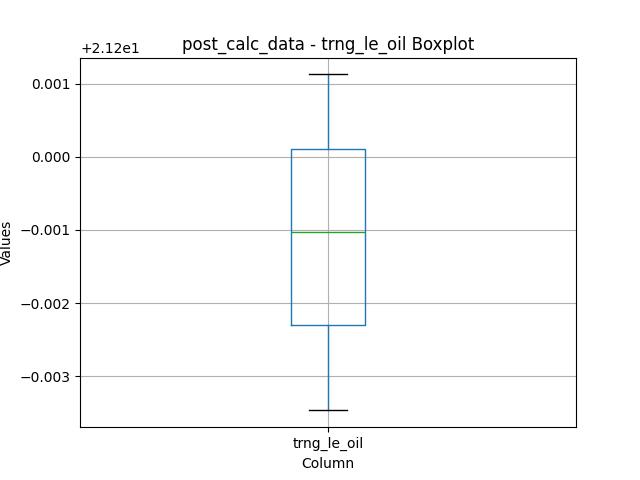 post_calc_data - trng_le_oil Boxplot
+2.12e1
0.001
0.000
−0.001
−0.002
−0.003
Values
trng_le_oil
Column